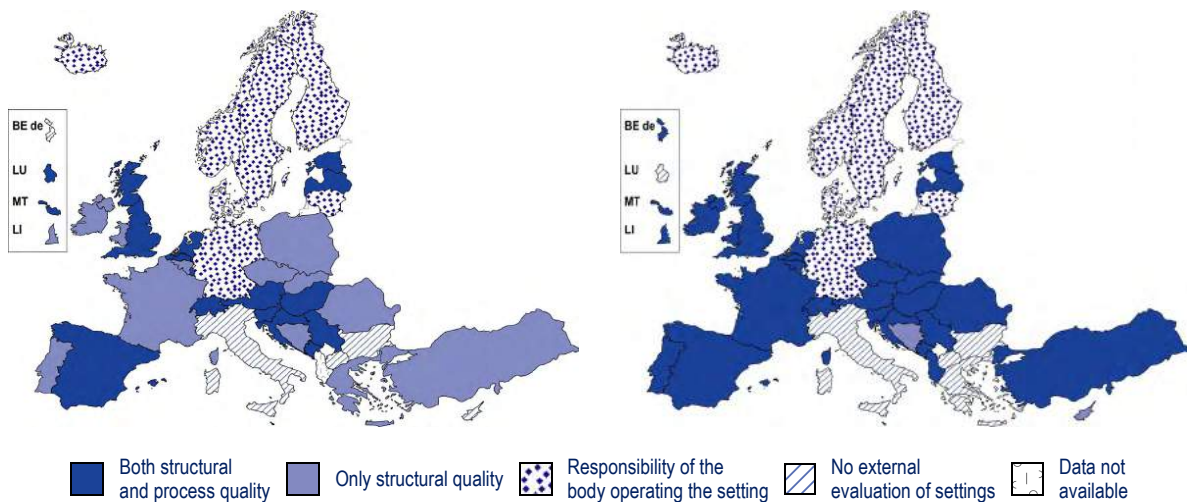 BE de
LU
MT
LI
BE de
LU
MT
LI
Both structural
and process quality
Only structural quality
Responsibility of the
body operating the setting
No external
evaluation of settings
Data not
available